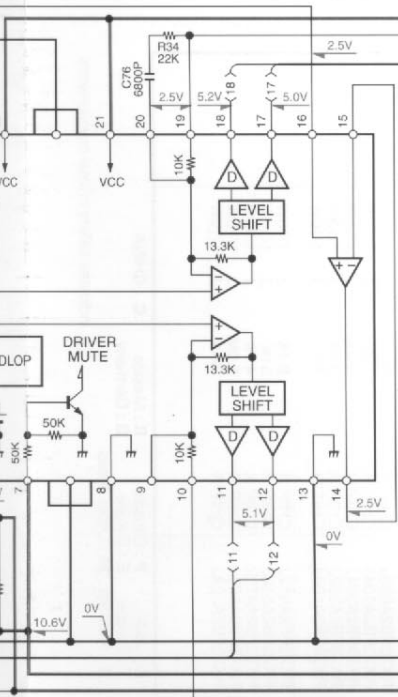 R34
22K
C76
6800P
2.5V
2.5V
5.2V
18
17
5.0V
21
20
19
18
17
16
15
VCC
VCC
10K
D
D
LEVEL
SHIFT
13.3K
-
+
+
-
+
-
13.3K
DRIVER
MUTE
DLOP
LEVEL
SHIFT
50K
50K
10K
D
D
7
8
9
10
11
12
13
14
2.5V
5.1V
0V
11
12
10.6V
0V